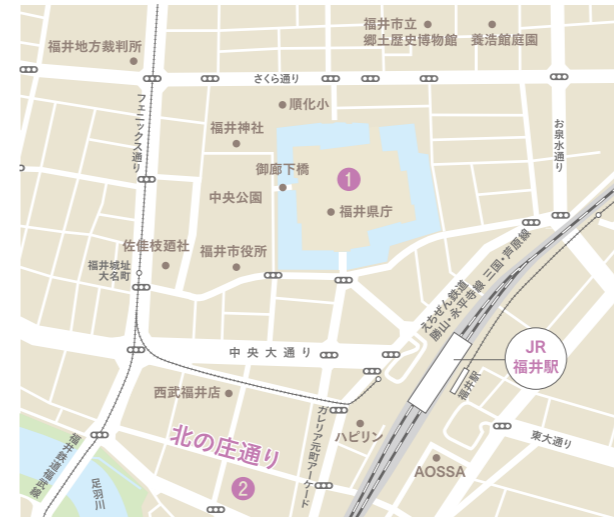 福井市立
郷土歴史博物館
養浩館庭園
福井地方裁判所
さくら通り
順化小
フェニックス通り
福井神社
お泉水通り
御廊下橋
1
中央公園
福井県庁
佐佳枝廼社
福井市役所
福井城址
大名町
えちぜん鉄道
勝山・永平寺線 三国・芦原線
中央大通り
JR
福井駅
福井駅
西武福井店
ガレリア元町アーケード
ハピリン
北の庄通り
東大通り
AOSSA
2
福井鉄道福武線
足羽川